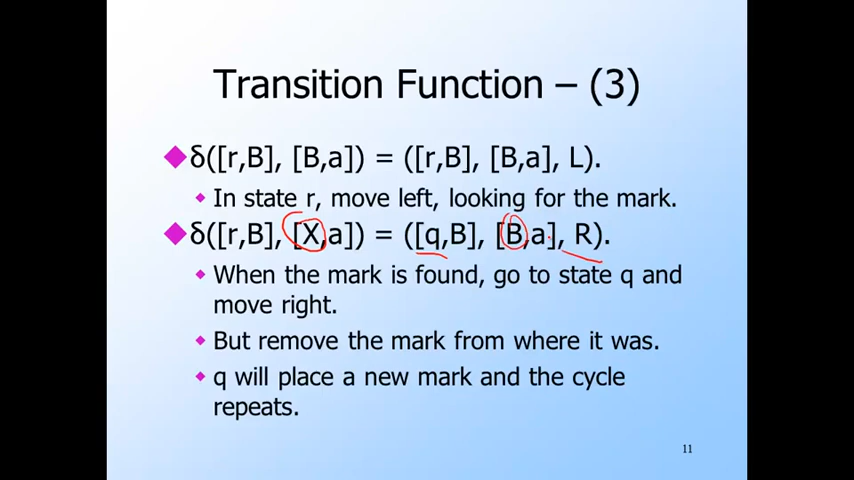 Transition Function – (3)
δ([r,B], [B,a]) = ([r,B], [B,a], L).
In state r, move left, looking for the mark.
δ([r,B], [X,a]) = ([q,B], [B,a], R).
When the mark is found, go to state q and
move right.
But remove the mark from where it was.
q will place a new mark and the cycle
repeats.
11